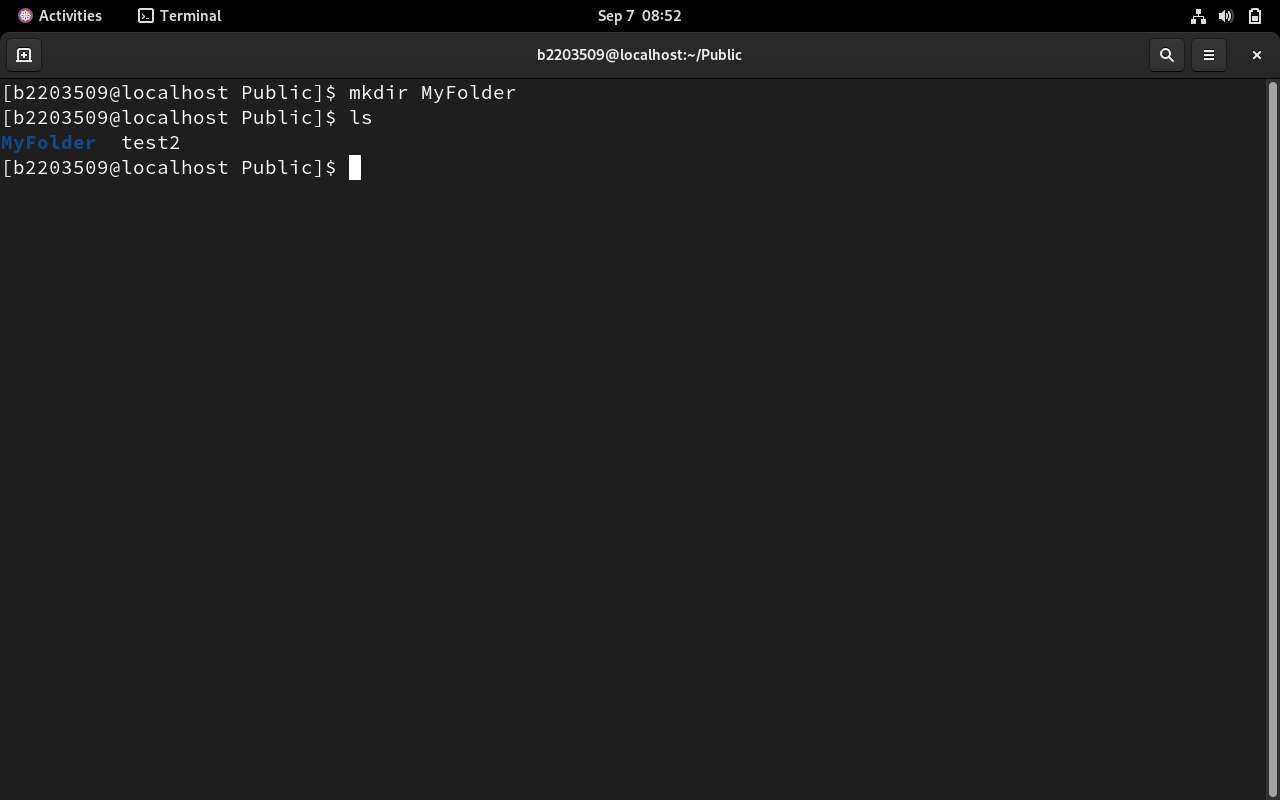 Activities Terminal Sep 7 08:52
b2203509@localhost:~/Public
[b2203509@localhost Public]$ mkdir MyFolder
[b2203509@localhost Public]$ ls
MyFolder  test2
[b2203509@localhost Public]$